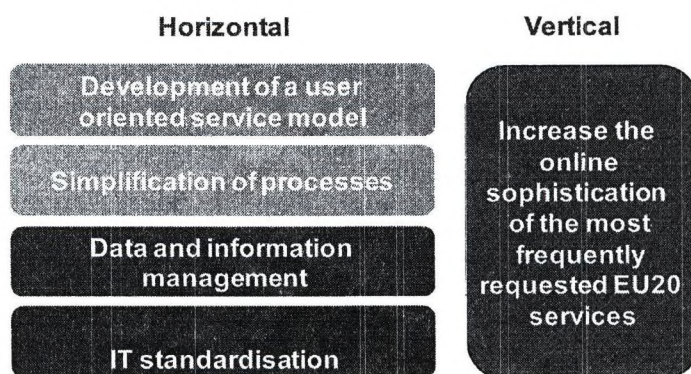 Horizontal
Development of a user
oriented service model
Simplification of processes
Data and information
management
IT standardisation
Vertical
Increase the
online
sophistication
of the most
frequently
requested EU20
services